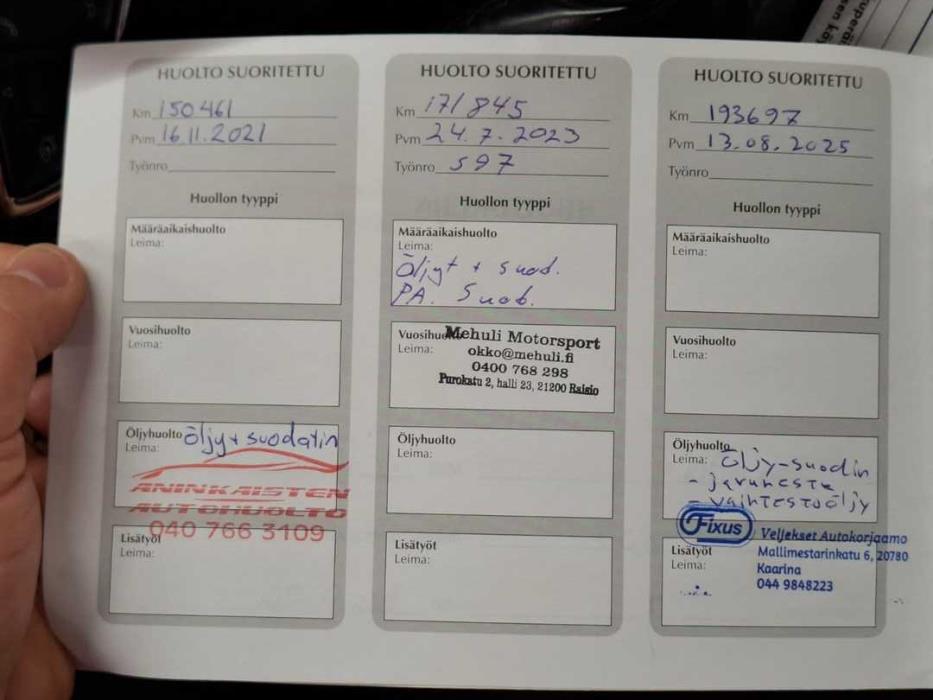 HUOLTO SUORITETTU
Km 150461
Pvm 16.11.2021
Työnro
Huollon tyyppi
Määräaikaishuolto
Leima:
Vuosihuolto
Leima:
Öljyhuolto Öljy + suodatin
Leima:
ANINKAISTEN
AUTOHUOLTO
040 766 3109
Lisätyöt
Leima:
HUOLTO SUORITETTU
Km 171 845
Pvm 24.7.2023
Työnro 597
Huollon tyyppi
Määräaikaishuolto
Leima:
Öljyt + suod.
PA. Suod.
Vuosihuolto
Leima:
Mehuli Motorsport
okko@mehuli.fi
0400 768 298
Purokatu 2, halli 23, 21200 Raisio
Öljyhuolto
Leima:
Lisätyöt
Leima:
HUOLTO SUORITETTU
Km 193697
Pvm 13.08.2025
Työnro
Huollon tyyppi
Määräaikaishuolto
Leima:
Vuosihuolto
Leima:
Öljyhuolto
Leima: Öljy-suodin
- jarruneste
- vaihteistoöljy
Fixus Veljekset Autokorjaamo
Mallimestarinkatu 6, 20780
Kaarina
044 9848223
Lisätyöt
Leima: